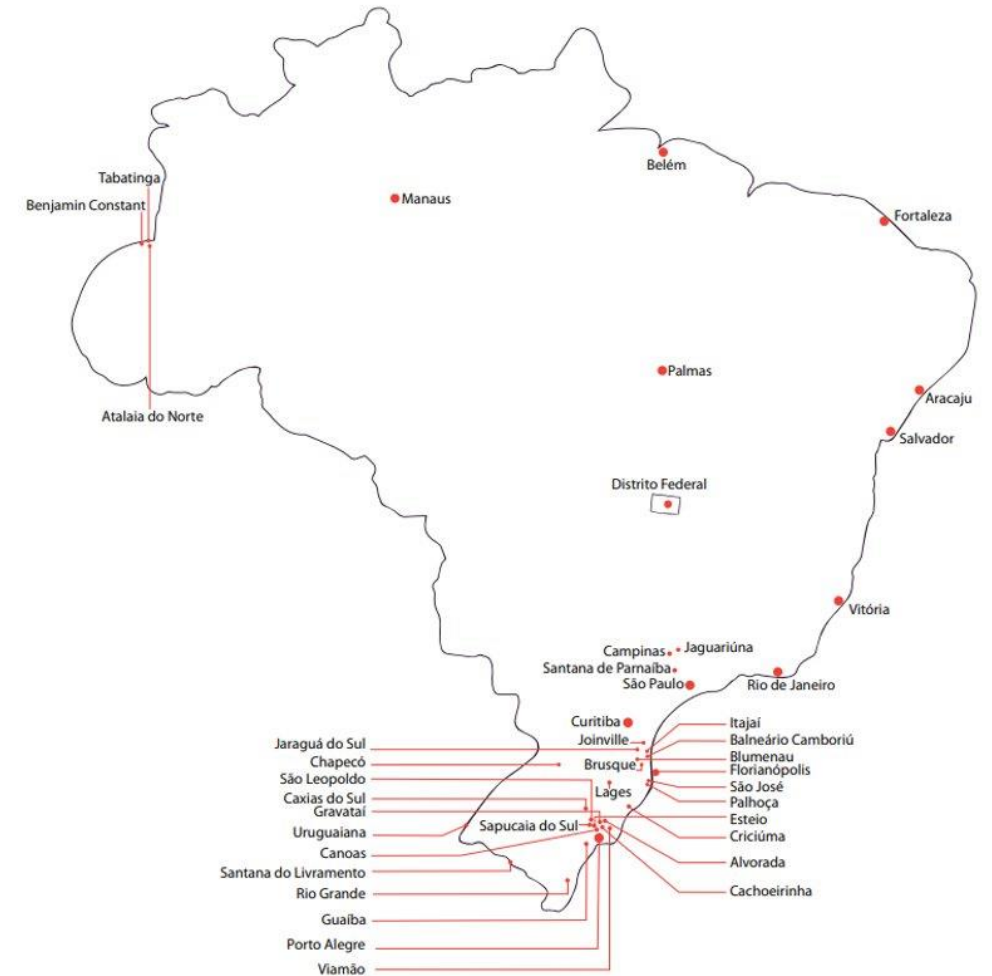 Belém
Tabatinga
Manaus
Benjamin Constant
Fortaleza
Palmas
Aracaju
Atalaia do Norte
Salvador
Distrito Federal
Vitória
Campinas
Jaguariúna
Santana de Parnaíba
São Paulo
Rio de Janeiro
Curitiba
Itajaí
Joinville
Balneário Camboriú
Jaraguá do Sul
Blumenau
Chapecó
Brusque
Florianópolis
São Leopoldo
São José
Lages
Caxias do Sul
Palhoça
Gravataí
Esteio
Sapucaia do Sul
Uruguaiana
Criciúma
Canoas
Alvorada
Santana do Livramento
Cachoeirinha
Rio Grande
Guaíba
Porto Alegre
Viamão